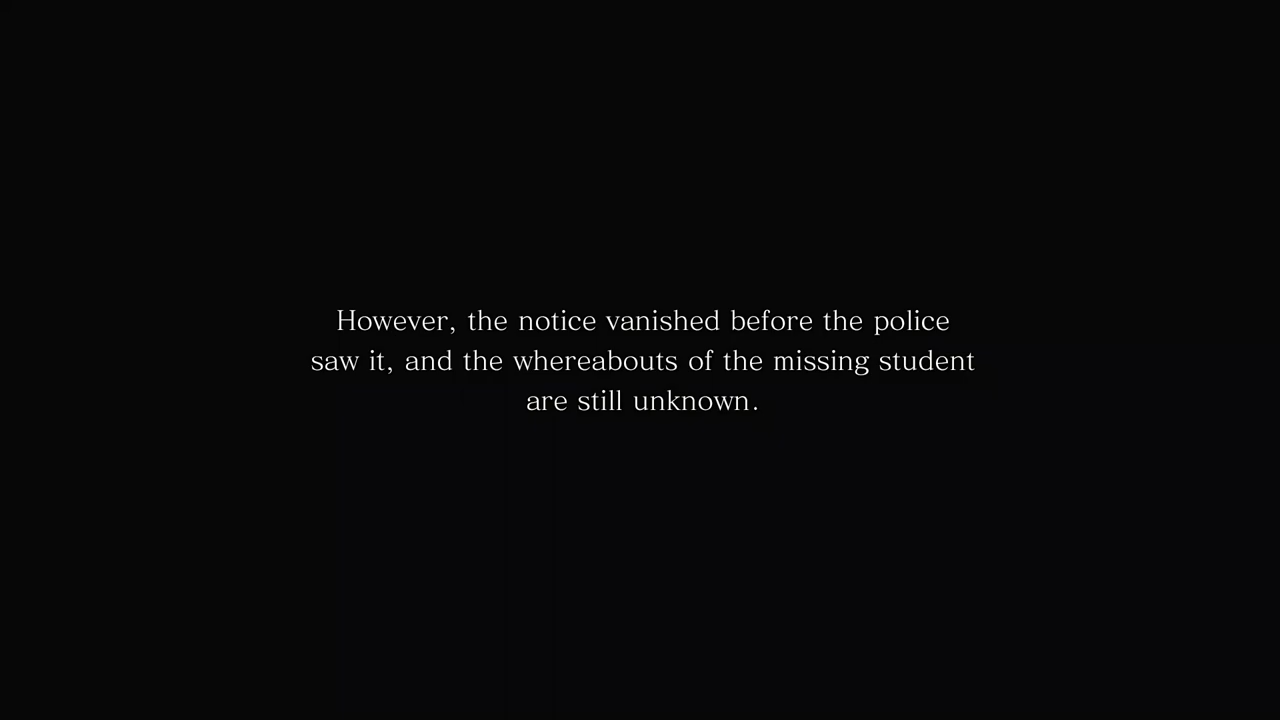 However, the notice vanished before the police
saw it, and the whereabouts of the missing student
are still unknown.